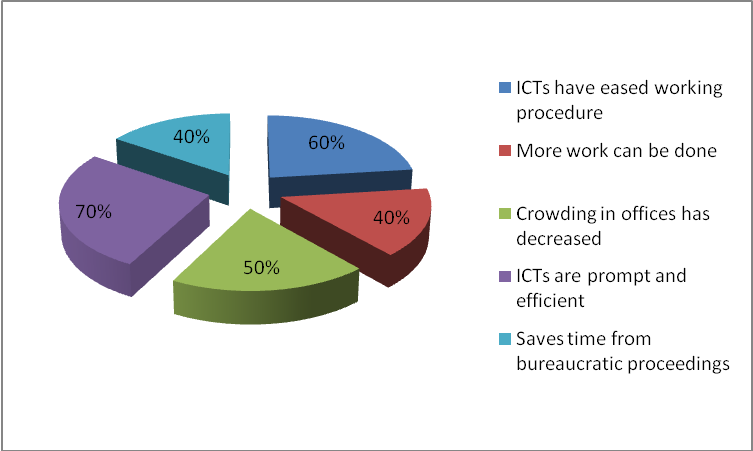 40%
60%
70%
40%
50%
ICTs have eased working
procedure
More work can be done
Crowding in offices has
decreased
ICTs are prompt and
efficient
Saves time from
bureaucratic proceedings